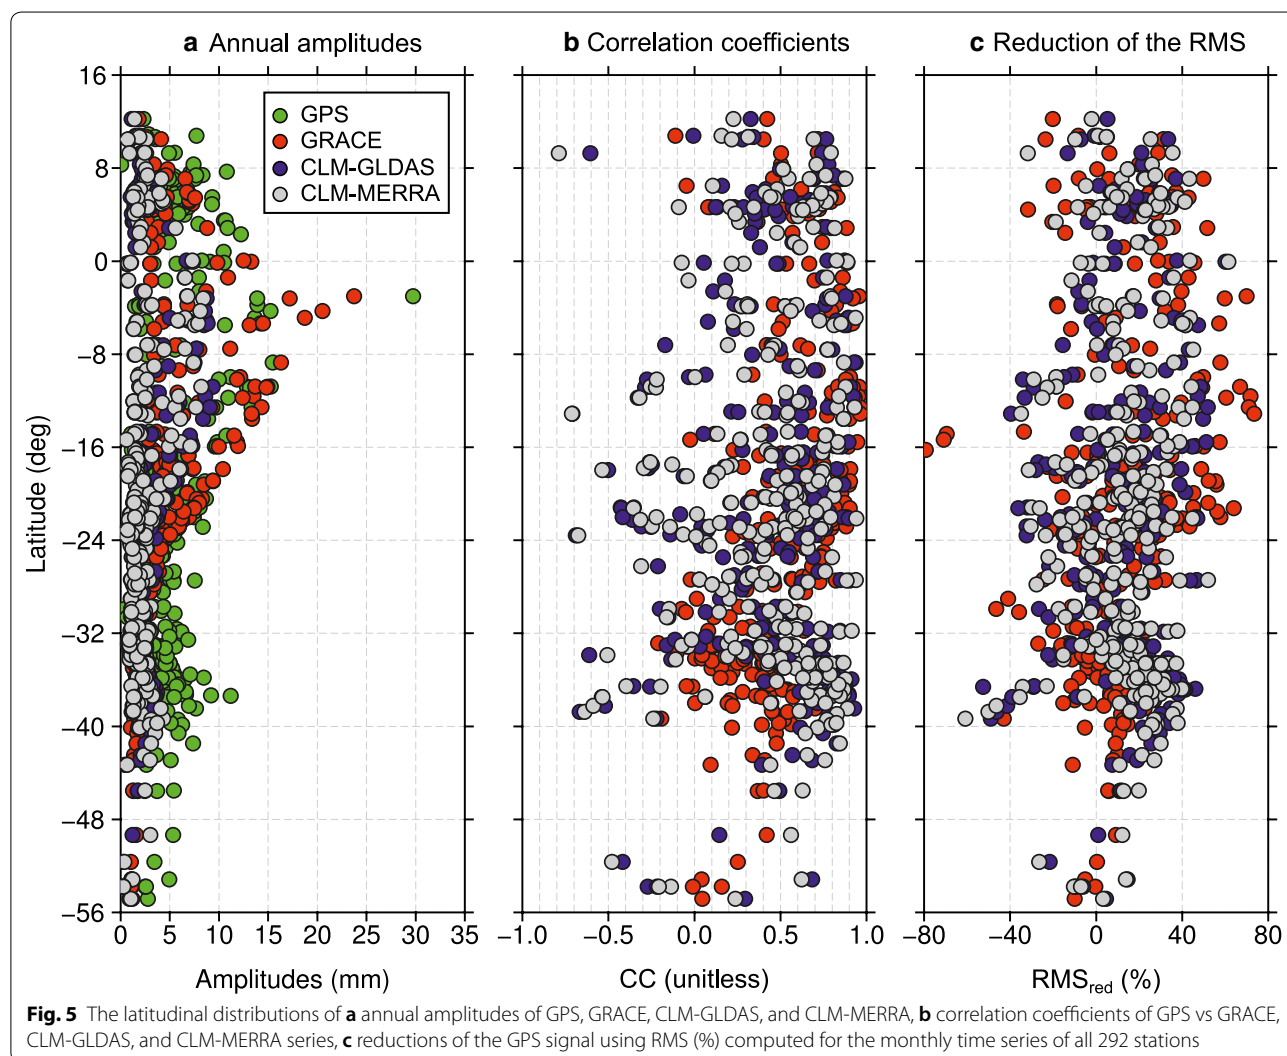 a Annual amplitudes
b Correlation coefficients
c Reduction of the RMS
GPS
GRACE
CLM-GLDAS
CLM-MERRA
Latitude (deg)
16
8
0
−8
−16
−24
−32
−40
−48
−56
0 5 10 15 20 25 30 35
Amplitudes (mm)
−1.0 −0.5 0.0 0.5 1.0
CC (unitless)
−80 −40 0 40 80
RMSred (%)
Fig. 5 The latitudinal distributions of a annual amplitudes of GPS, GRACE, CLM-GLDAS, and CLM-MERRA, b correlation coefficients of GPS vs GRACE,
CLM-GLDAS, and CLM-MERRA series, c reductions of the GPS signal using RMS (%) computed for the monthly time series of all 292 stations